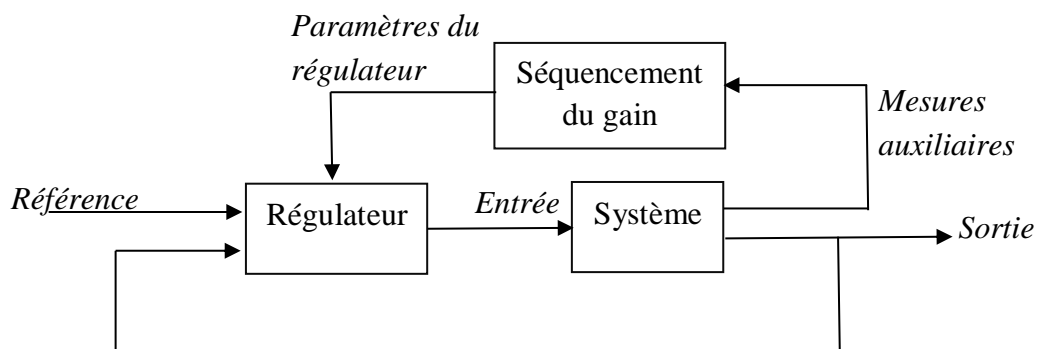 Paramètres du
régulateur
Séquencement
du gain
Mesures
auxiliaires
Référence
Régulateur
Entrée
Système
Sortie